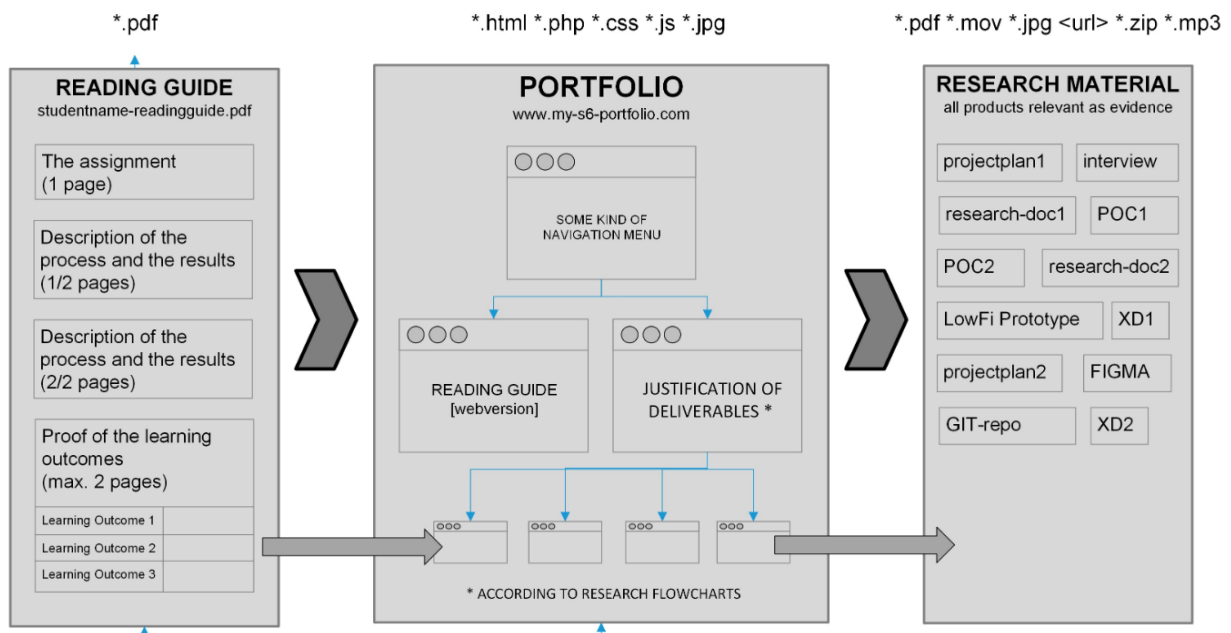 *.pdf
READING GUIDE
studentname-readingguide.pdf
The assignment
(1 page)
Description of the
process and the results
(1/2 pages)
Description of the
process and the results
(2/2 pages)
Proof of the learning
outcomes
(max. 2 pages)
Learning Outcome 1
Learning Outcome 2
Learning Outcome 3
*.html *.php *.css *.js *.jpg
PORTFOLIO
www.my-s6-portfolio.com
SOME KIND OF
NAVIGATION MENU
READING GUIDE
[webversion]
JUSTIFICATION OF
DELIVERABLES *
* ACCORDING TO RESEARCH FLOWCHARTS
*.pdf *.mov *.jpg <url> *.zip *.mp3
RESEARCH MATERIAL
all products relevant as evidence
projectplan1
interview
research-doc1
POC1
POC2
research-doc2
LowFi Prototype
XD1
projectplan2
FIGMA
GIT-repo
XD2